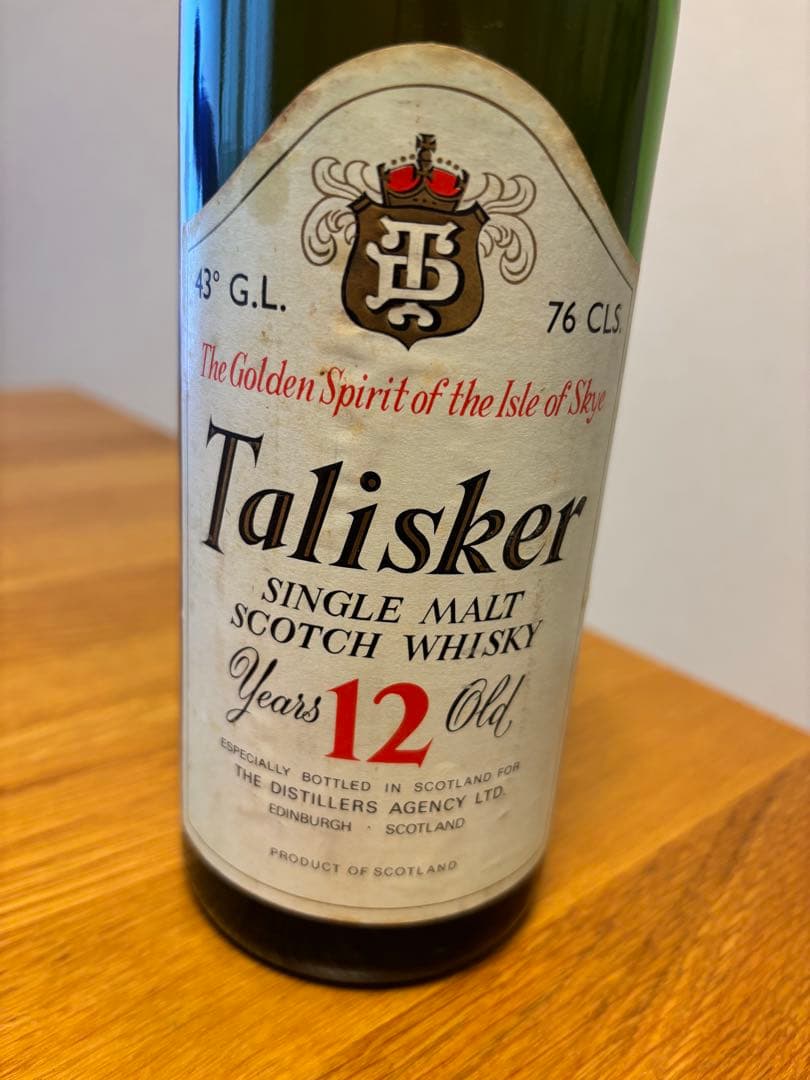 TD
43° G.L.
76 CLS.
The Golden Spirit of the Isle of Skye
Talisker
SINGLE MALT
SCOTCH WHISKY
Years 12 Old
ESPECIALLY BOTTLED IN SCOTLAND FOR
THE DISTILLERS AGENCY LTD.
EDINBURGH · SCOTLAND
PRODUCT OF SCOTLAND